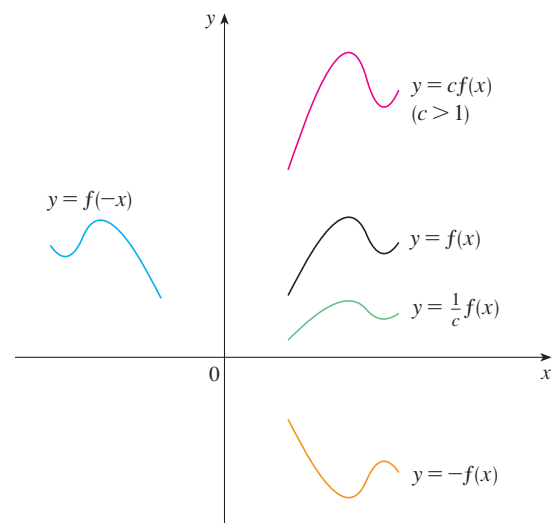 y
y = cf(x)
(c > 1)
y = f(−x)
y = f(x)
y = 1/c f(x)
0
x
y = −f(x)